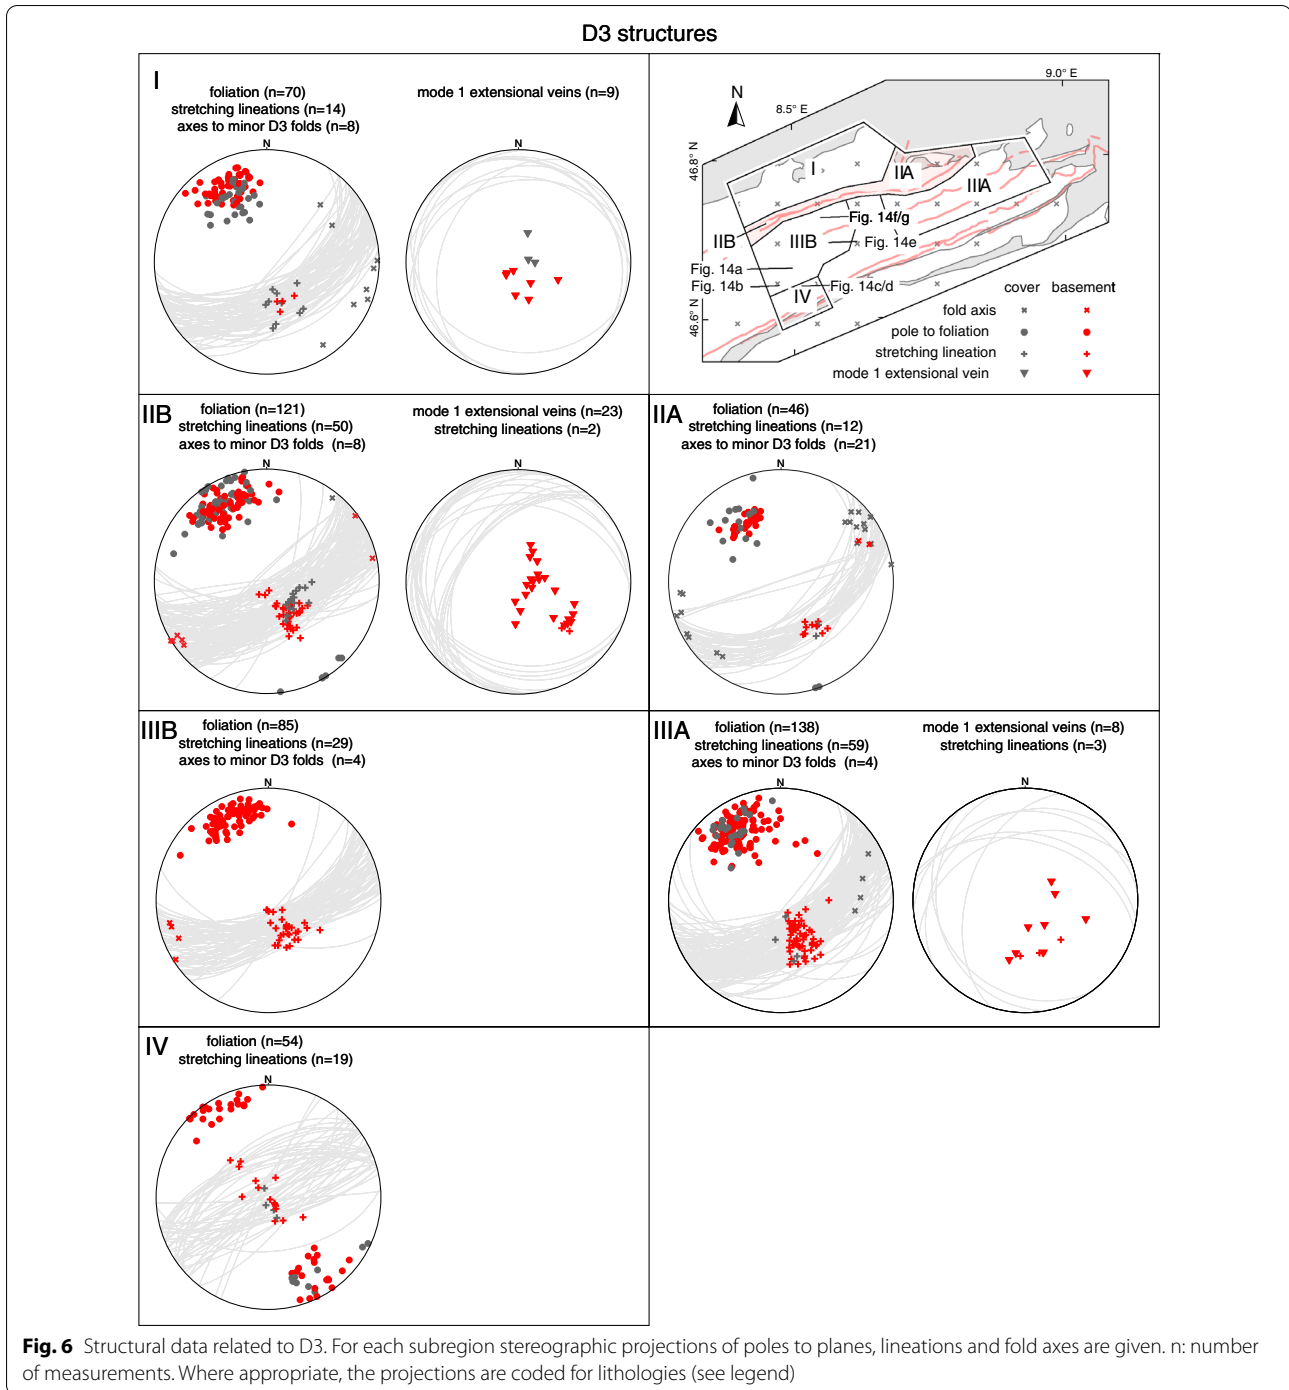 D3 structures
I
foliation (n=70)
stretching lineations (n=14)
axes to minor D3 folds (n=8)
N
mode 1 extensional veins (n=9)
N
N
8.5° E
9.0° E
46.8° N
46.6° N
I
IIA
IIIA
IIB
IIIB
IV
Fig. 14f/g
Fig. 14e
Fig. 14a
Fig. 14b
Fig. 14c/d
cover basement
fold axis
pole to foliation
stretching lineation
mode 1 extensional vein
IIB
foliation (n=121)
stretching lineations (n=50)
axes to minor D3 folds (n=8)
N
mode 1 extensional veins (n=23)
stretching lineations (n=2)
N
IIA
foliation (n=46)
stretching lineations (n=12)
axes to minor D3 folds (n=21)
N
IIIB
foliation (n=85)
stretching lineations (n=29)
axes to minor D3 folds (n=4)
N
IIIA
foliation (n=138)
stretching lineations (n=59)
axes to minor D3 folds (n=4)
N
mode 1 extensional veins (n=8)
stretching lineations (n=3)
N
IV
foliation (n=54)
stretching lineations (n=19)
N
Fig. 6 Structural data related to D3. For each subregion stereographic projections of poles to planes, lineations and fold axes are given. n: number
of measurements. Where appropriate, the projections are coded for lithologies (see legend)